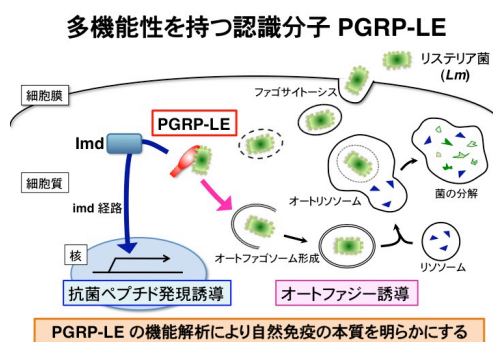 多機能性を持つ認識分子 PGRP-LE
リステリア菌
(Lm)
細胞膜
ファゴサイトーシス
PGRP-LE
Imd
細胞質
imd 経路
オートリソソーム
菌の分解
核
オートファゴソーム形成
リソソーム
抗菌ペプチド発現誘導
オートファジー誘導
PGRP-LE の機能解析により自然免疫の本質を明らかにする